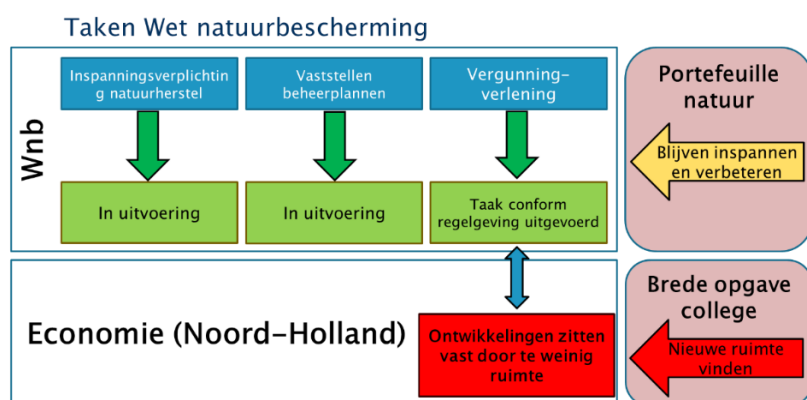 Taken Wet natuurbescherming
Wnb
Inspanningsverplichtin
g natuurherstel
Vaststellen
beheerplannen
Vergunning-
verlening
In uitvoering
In uitvoering
Taak conform
regelgeving uitgevoerd
Portefeuille
natuur
Blijven inspannen
en verbeteren
Economie (Noord-Holland)
Ontwikkelingen zitten
vast door te weinig
ruimte
Brede opgave
college
Nieuwe ruimte
vinden